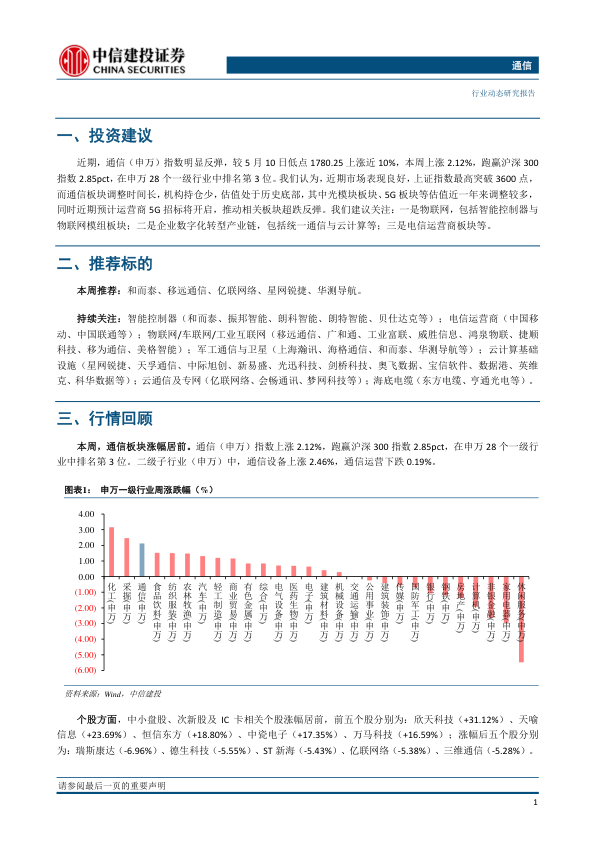 中信建投证券
CHINA SECURITIES
通信
行业动态研究报告
一、投资建议
近期，通信（申万）指数明显反弹，较 5 月 10 日低点 1780.25 上涨近 10%，本周上涨 2.12%，跑赢沪深 300
指数 2.85pct，在申万 28 个一级行业中排名第 3 位。我们认为，近期市场表现良好，上证指数最高突破 3600 点，
而通信板块调整时间长，机构持仓少，估值处于历史底部，其中光模块板块、5G 板块等估值近一年来调整较多，
同时近期预计运营商 5G 招标将开启，推动相关板块超跌反弹。我们建议关注：一是物联网，包括智能控制器与
物联网模组板块；二是企业数字化转型产业链，包括统一通信与云计算等；三是电信运营商板块等。
二、推荐标的
本周推荐：和而泰、移远通信、亿联网络、星网锐捷、华测导航。
持续关注：智能控制器（和而泰、振邦智能、朗科智能、朗特智能、贝仕达克等）；电信运营商（中国移
动、中国联通等）；物联网/车联网/工业互联网（移远通信、广和通、工业富联、威胜信息、鸿泉物联、捷顺
科技、移为通信、美格智能）；军工通信与卫星（上海瀚讯、海格通信、和而泰、华测导航等）；云计算基础
设施（星网锐捷、天孚通信、中际旭创、新易盛、光迅科技、剑桥科技、奥飞数据、宝信软件、数据港、英维
克、科华数据等）；云通信及专网（亿联网络、会畅通讯、梦网科技等）；海底电缆（东方电缆、亨通光电等）。
三、行情回顾
本周，通信板块涨幅居前。通信（申万）指数上涨 2.12%，跑赢沪深 300 指数 2.85pct，在申万 28 个一级行
业中排名第 3 位。二级子行业（申万）中，通信设备上涨 2.46%，通信运营下跌 0.19%。
图表1： 申万一级行业周涨跌幅（%）
4.00
3.00
2.00
1.00
0.00
(1.00)
(2.00)
(3.00)
(4.00)
(5.00)
(6.00)
化工(申万)
采掘(申万)
通信(申万)
食品饮料(申万)
纺织服装(申万)
农林牧渔(申万)
汽车(申万)
轻工制造(申万)
商业贸易(申万)
有色金属(申万)
综合(申万)
电气设备(申万)
医药生物(申万)
电子(申万)
建筑材料(申万)
机械设备(申万)
交通运输(申万)
公用事业(申万)
建筑装饰(申万)
传媒(申万)
国防军工(申万)
银行(申万)
钢铁(申万)
房地产(申万)
计算机(申万)
非银金融(申万)
家用电器(申万)
休闲服务(申万)
资料来源：Wind，中信建投
个股方面，中小盘股、次新股及 IC 卡相关个股涨幅居前，前五个股分别为：欣天科技（+31.12%）、天喻
信息（+23.69%）、恒信东方（+18.80%）、中瓷电子（+17.35%）、万马科技（+16.59%）；涨幅后五个股分别
为：瑞斯康达（-6.96%）、德生科技（-5.55%）、ST 新海（-5.43%）、亿联网络（-5.38%）、三维通信（-5.28%）。
请参阅最后一页的重要声明
1